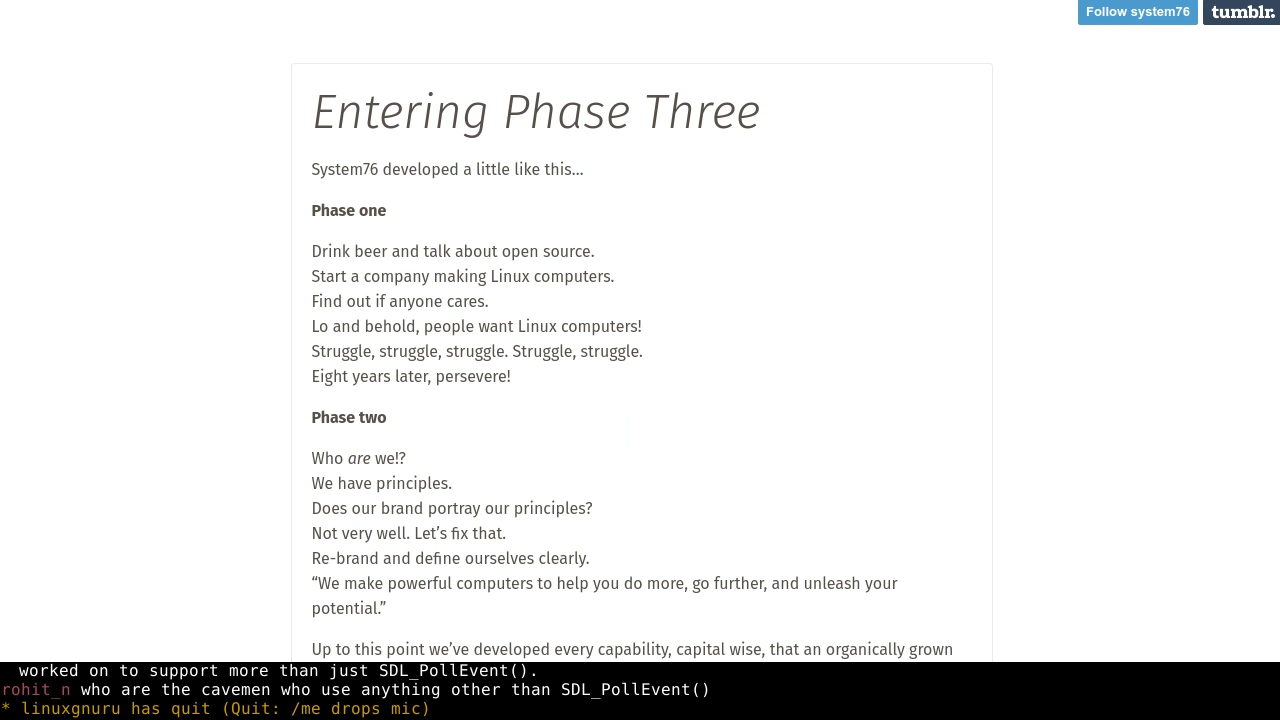 Follow system76
tumblr.
Entering Phase Three
System76 developed a little like this...
Phase one
Drink beer and talk about open source.
Start a company making Linux computers.
Find out if anyone cares.
Lo and behold, people want Linux computers!
Struggle, struggle, struggle. Struggle, struggle.
Eight years later, persevere!
Phase two
Who are we!?
We have principles.
Does our brand portray our principles?
Not very well. Let’s fix that.
Re-brand and define ourselves clearly.
“We make powerful computers to help you do more, go further, and unleash your
potential.”
Up to this point we’ve developed every capability, capital wise, that an organically grown
worked on to support more than just SDL_PollEvent().
rohit_n who are the cavemen who use anything other than SDL_PollEvent()
* linuxgnuru has quit (Quit: /me drops mic)